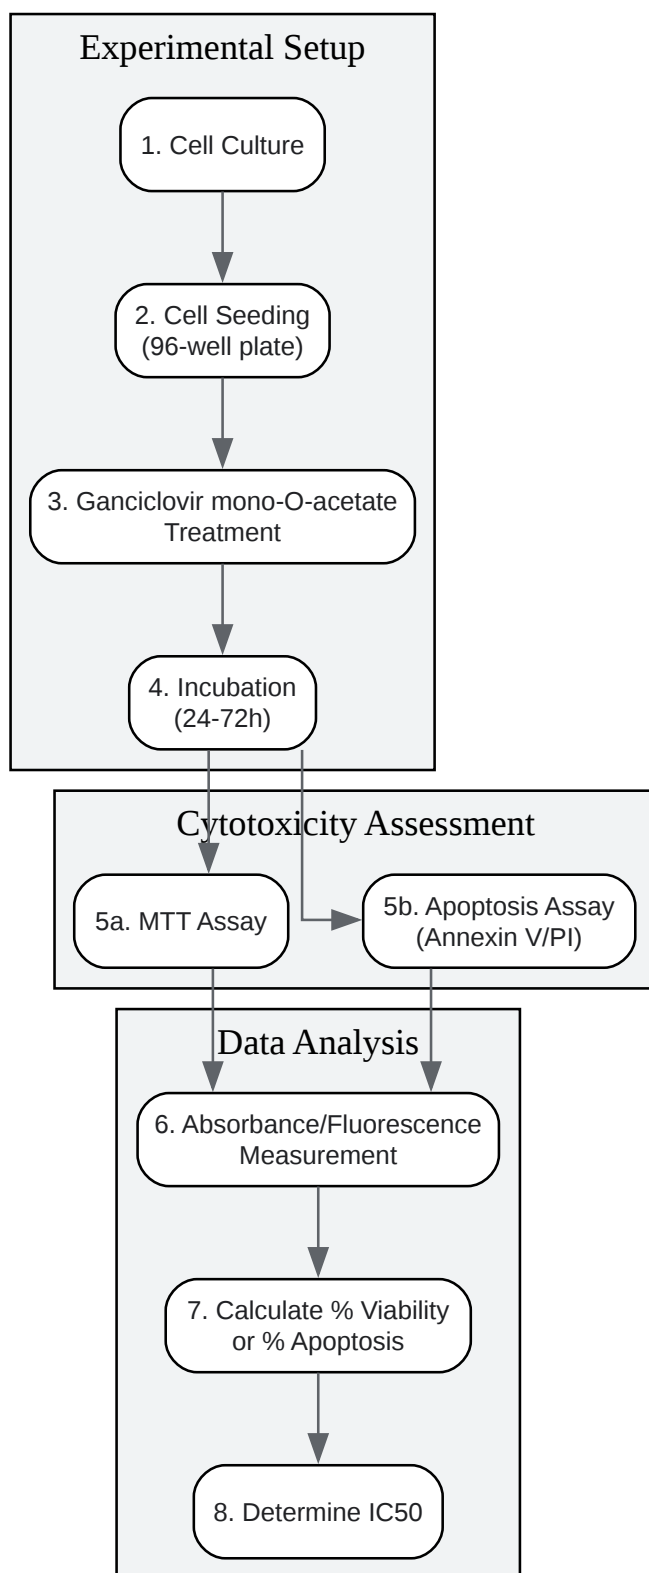 Experimental Setup
1. Cell Culture
2. Cell Seeding
(96-well plate)
3. Ganciclovir mono-O-acetate
Treatment
4. Incubation
(24-72h)
Cytotoxicity Assessment
5a. MTT Assay
5b. Apoptosis Assay
(Annexin V/PI)
Data Analysis
6. Absorbance/Fluorescence
Measurement
7. Calculate % Viability
or % Apoptosis
8. Determine IC50